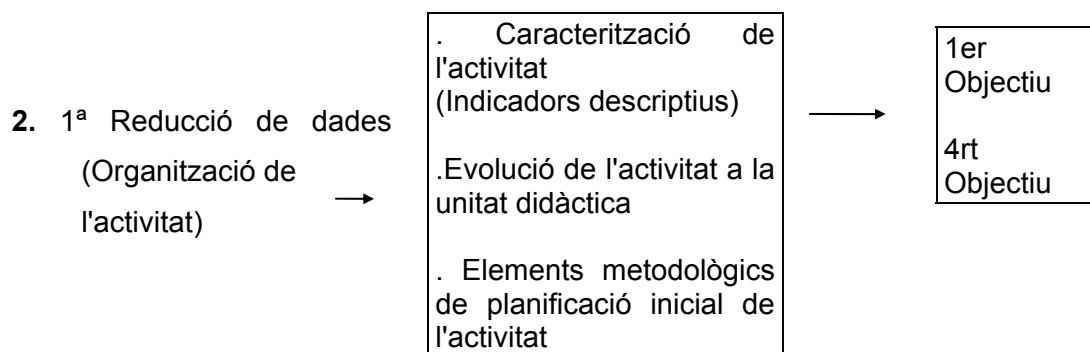 2. 1ª Reducció de dades
(Organització de
l'activitat)
. Caracterització de
l'activitat
(Indicadors descriptius)
.Evolució de l'activitat a la
unitat didàctica
. Elements metodològics
de planificació inicial de
l'activitat
1er
Objectiu
4rt
Objectiu